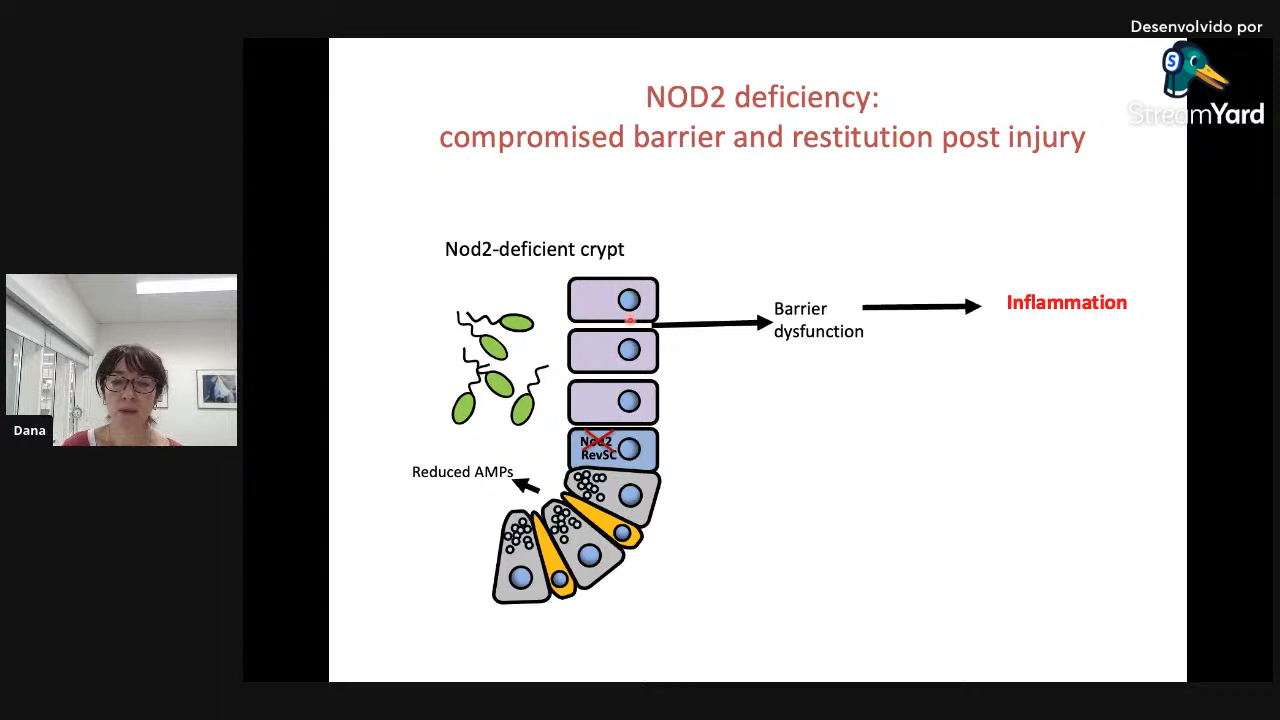 Desenvolvido por
S
StreamYard
NOD2 deficiency:
compromised barrier and restitution post injury
Nod2-deficient crypt
Barrier
dysfunction
Inflammation
Nod2
RevSC
Reduced AMPs
Dana